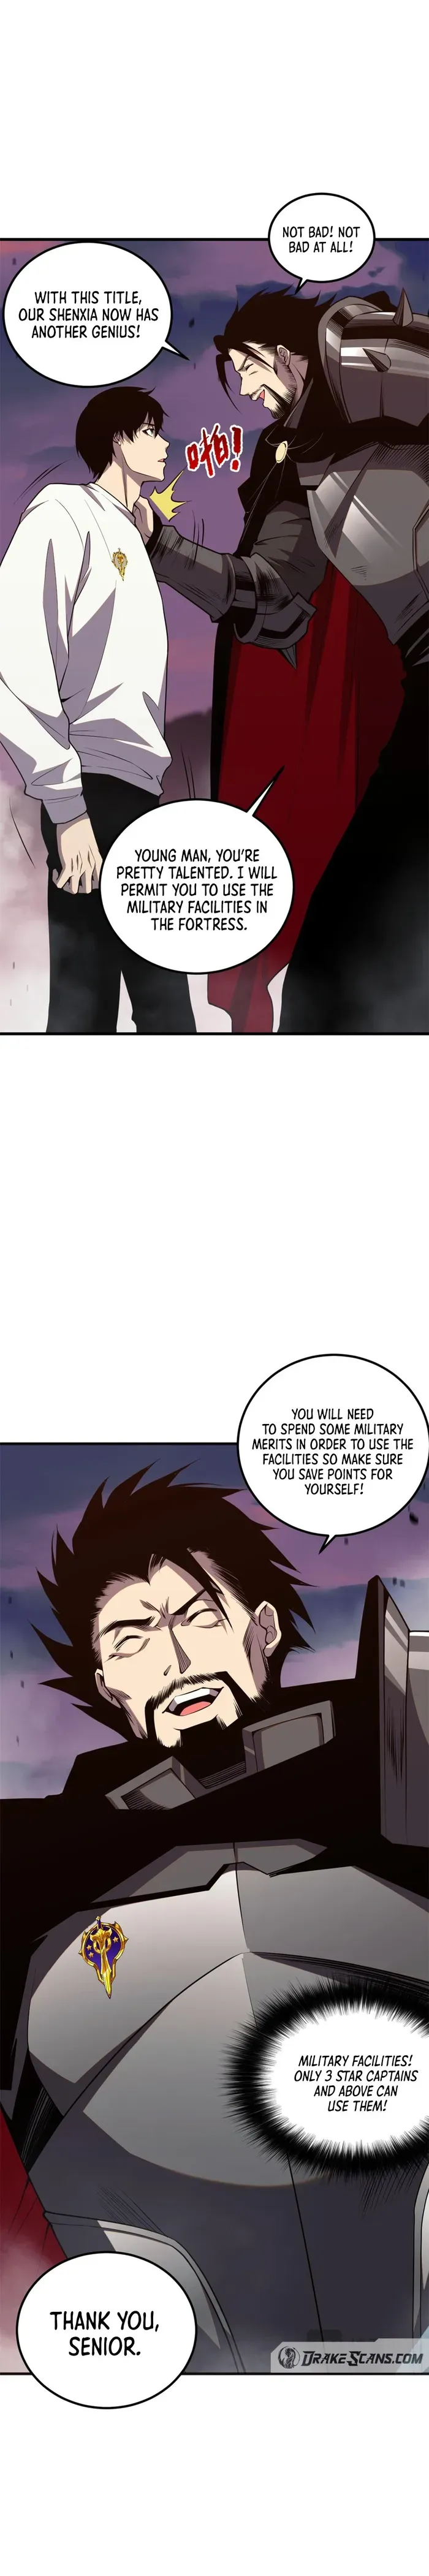 NOT BAD! NOT
BAD AT ALL!
WITH THIS TITLE,
OUR SHENXIA NOW HAS
ANOTHER GENIUS!
啪!
YOUNG MAN, YOU'RE
PRETTY TALENTED. I WILL
PERMIT YOU TO USE THE
MILITARY FACILITIES IN
THE FORTRESS.
YOU WILL NEED
TO SPEND SOME MILITARY
MERITS IN ORDER TO USE THE
FACILITIES SO MAKE SURE
YOU SAVE POINTS FOR
YOURSELF!
MILITARY FACILITIES!
ONLY 3 STAR CAPTAINS
AND ABOVE CAN
USE THEM!
THANK YOU,
SENIOR.
DRAKESCANS.COM